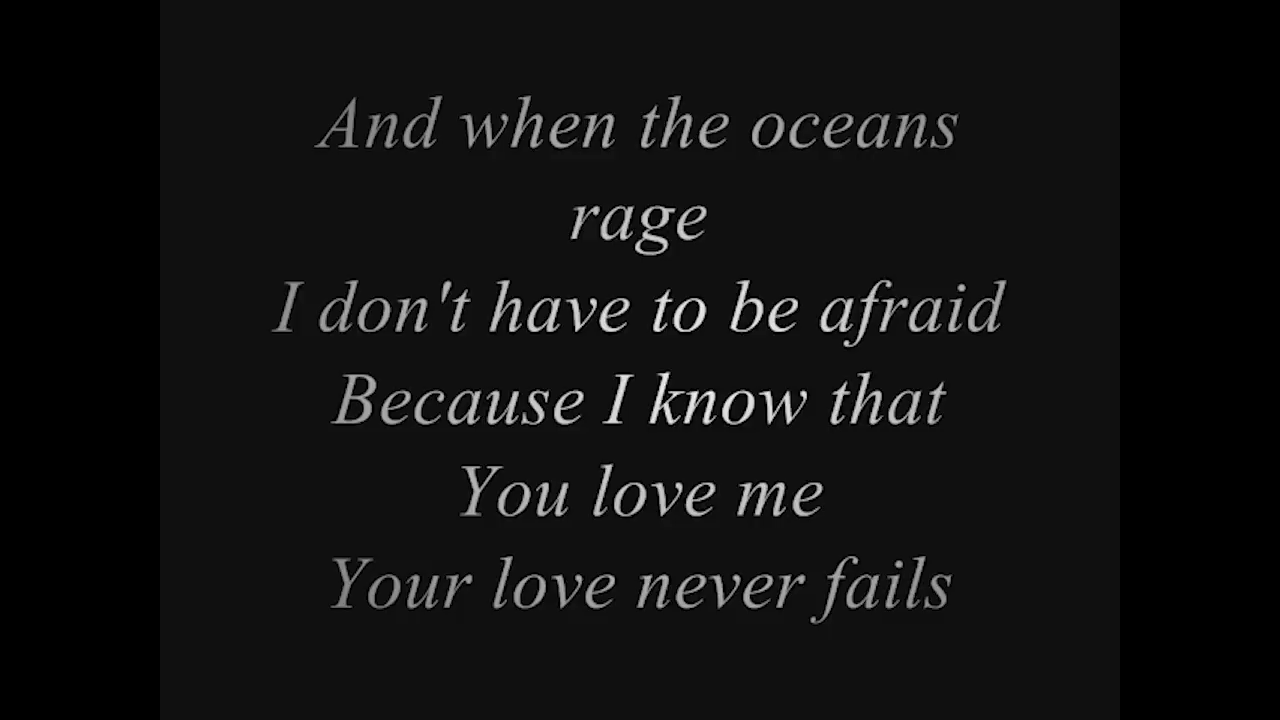 And when the oceans
rage
I don't have to be afraid
Because I know that
You love me
Your love never fails